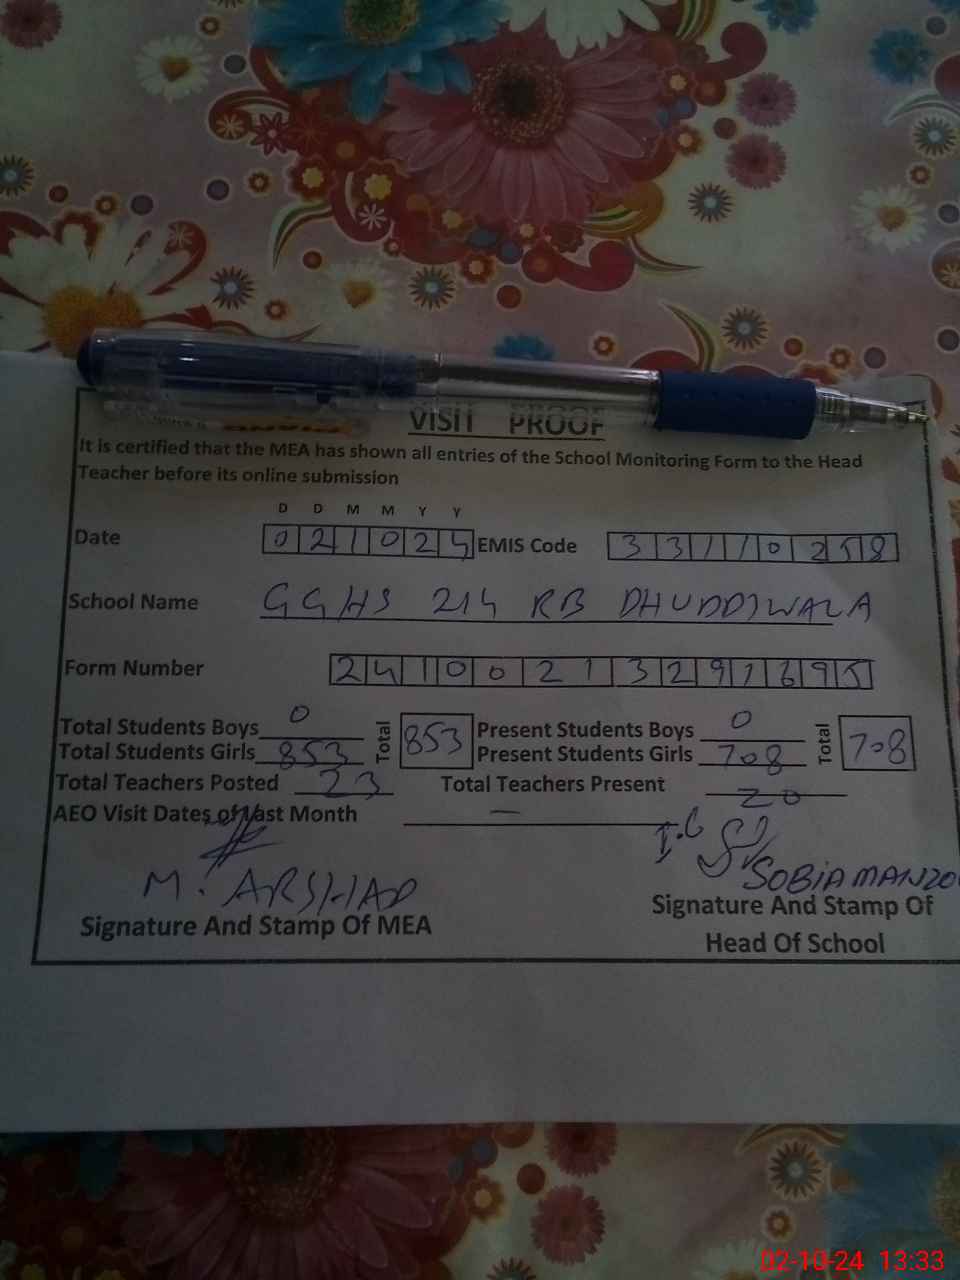 VISIT PROOF
It is certified that the MEA has shown all entries of the School Monitoring Form to the Head
Teacher before its online submission
D D M M Y Y
Date 021024 EMIS Code 33110258
School Name GGHS 214 RB DHUDDIWALA
Form Number 24100213297695
Total Students Boys 0 Total 853 Present Students Boys 0 Total 708
Total Students Girls 853 Present Students Girls 708
Total Teachers Posted 23 Total Teachers Present 20
AEO Visit Dates of Last Month —
M. ARSHAD SOBIA MANZO
Signature And Stamp Of MEA Signature And Stamp Of
Head Of School
02-10-24 13:33